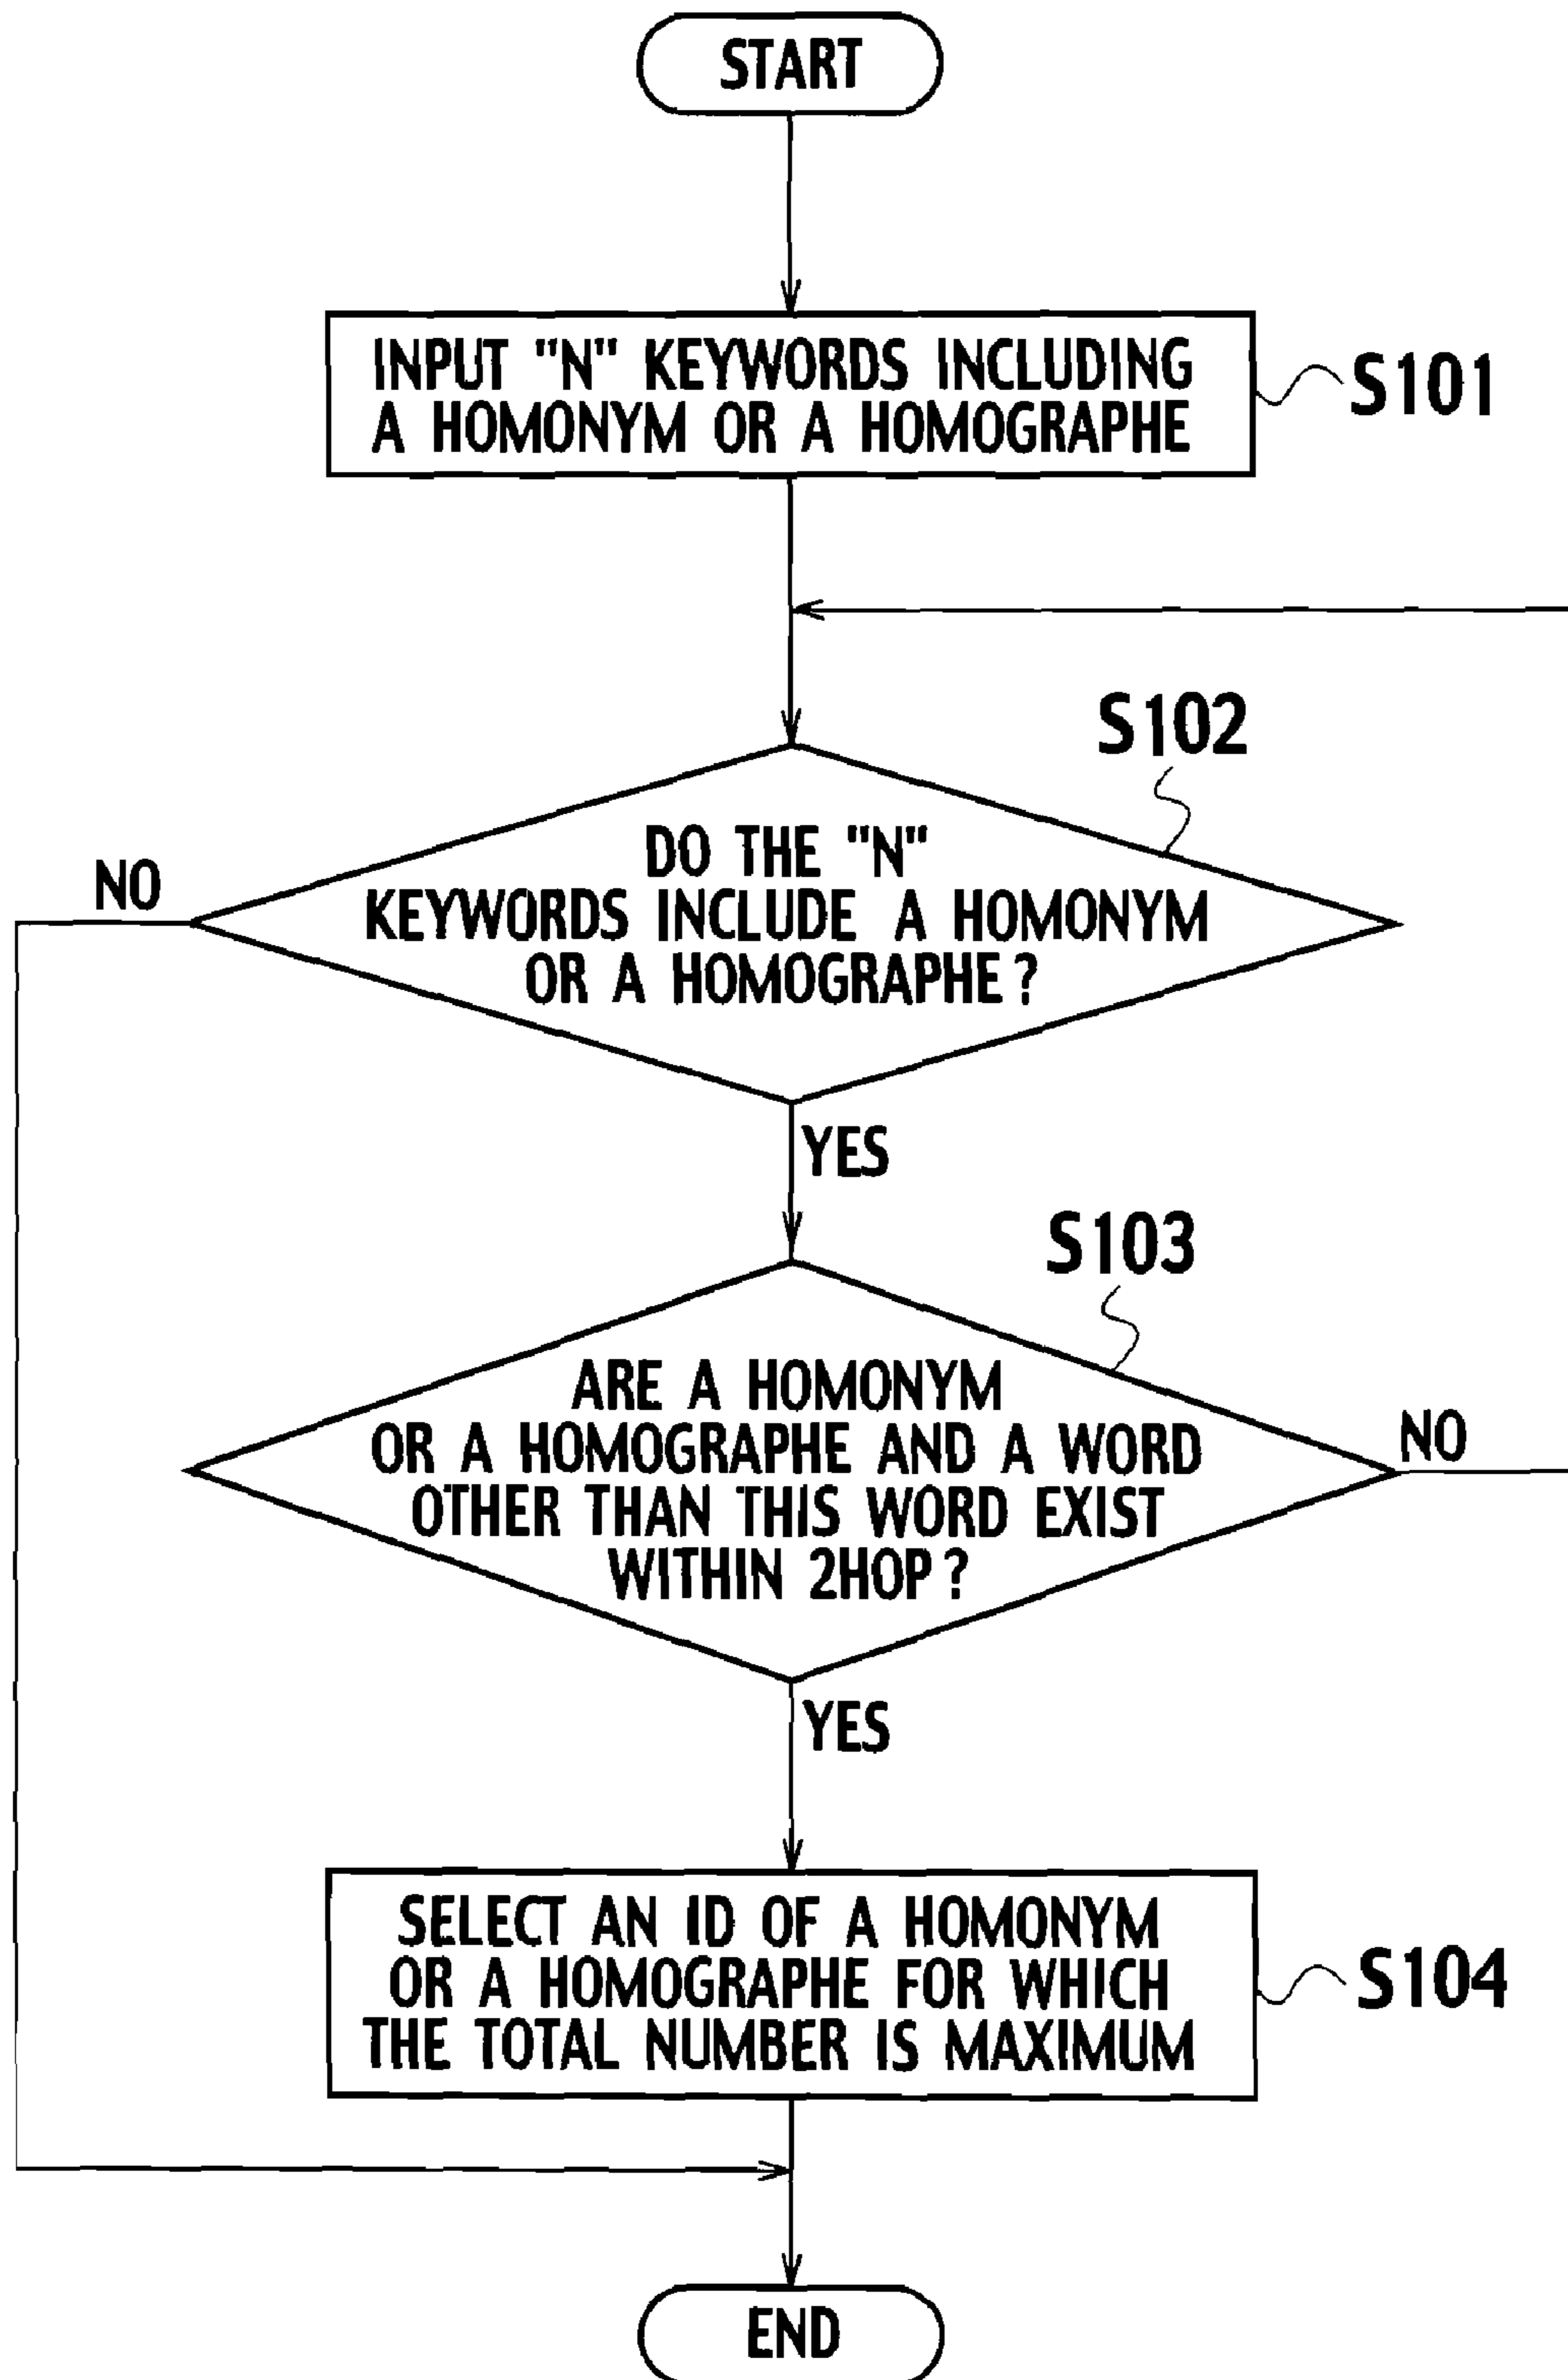 START
INPUT "N" KEYWORDS INCLUDING
A HOMONYM OR A HOMOGRAPHE
S101
S102
DO THE "N"
KEYWORDS INCLUDE A HOMONYM
OR A HOMOGRAPHE?
NO
YES
S103
ARE A HOMONYM
OR A HOMOGRAPHE AND A WORD
OTHER THAN THIS WORD EXIST
WITHIN 2HOP?
NO
YES
SELECT AN ID OF A HOMONYM
OR A HOMOGRAPHE FOR WHICH
THE TOTAL NUMBER IS MAXIMUM
S104
END